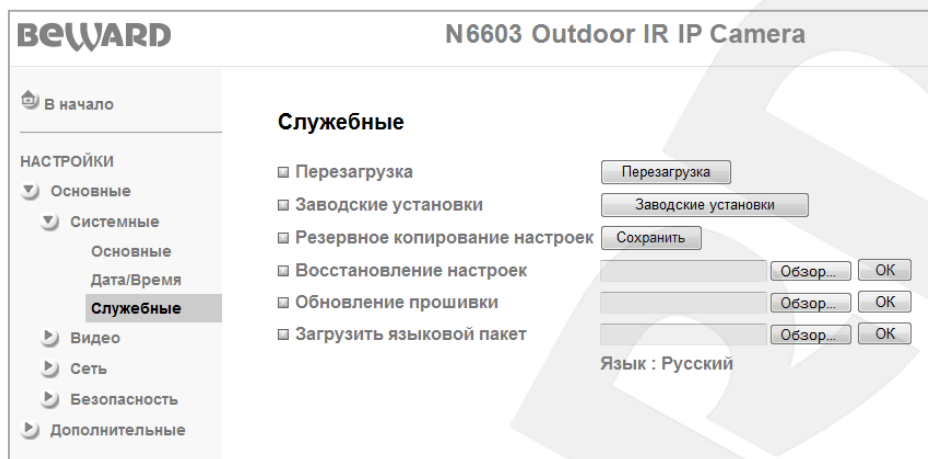 BEWARD
N6603 Outdoor IR IP Camera
В начало
НАСТРОЙКИ
Основные
Системные
Основные
Дата/Время
Служебные
Видео
Сеть
Безопасность
Дополнительные
Служебные
Перезагрузка Перезагрузка
Заводские установки Заводские установки
Резервное копирование настроек Сохранить
Восстановление настроек Обзор... OK
Обновление прошивки Обзор... OK
Загрузить языковой пакет Обзор... OK
Язык : Русский